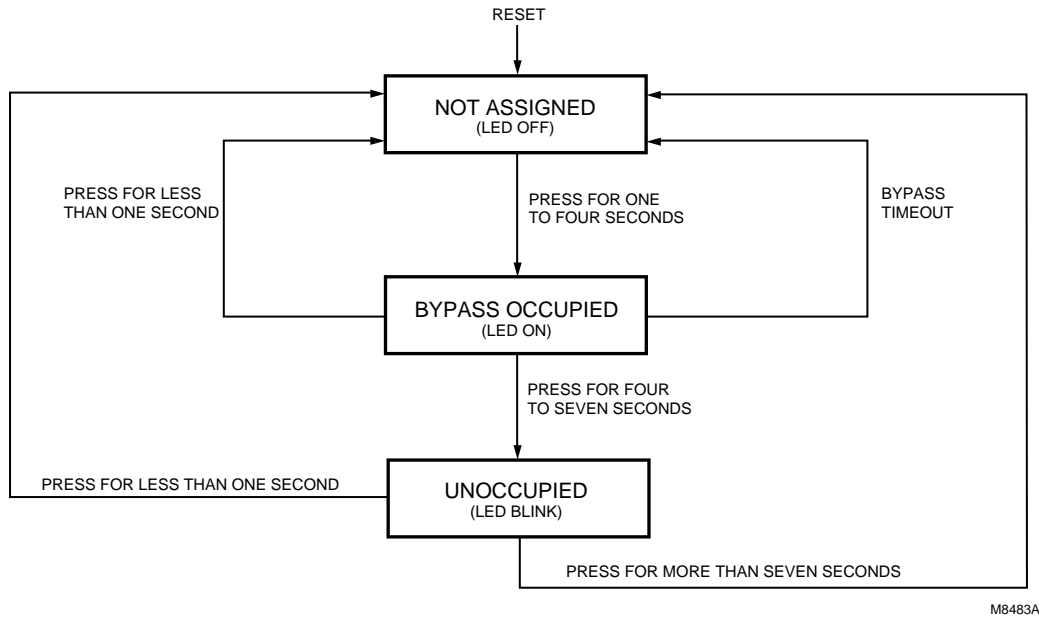 RESET
NOT ASSIGNED
(LED OFF)
PRESS FOR LESS
THAN ONE SECOND
PRESS FOR ONE
TO FOUR SECONDS
BYPASS
TIMEOUT
BYPASS OCCUPIED
(LED ON)
PRESS FOR FOUR
TO SEVEN SECONDS
PRESS FOR LESS THAN ONE SECOND
UNOCCUPIED
(LED BLINK)
PRESS FOR MORE THAN SEVEN SECONDS
M8483A